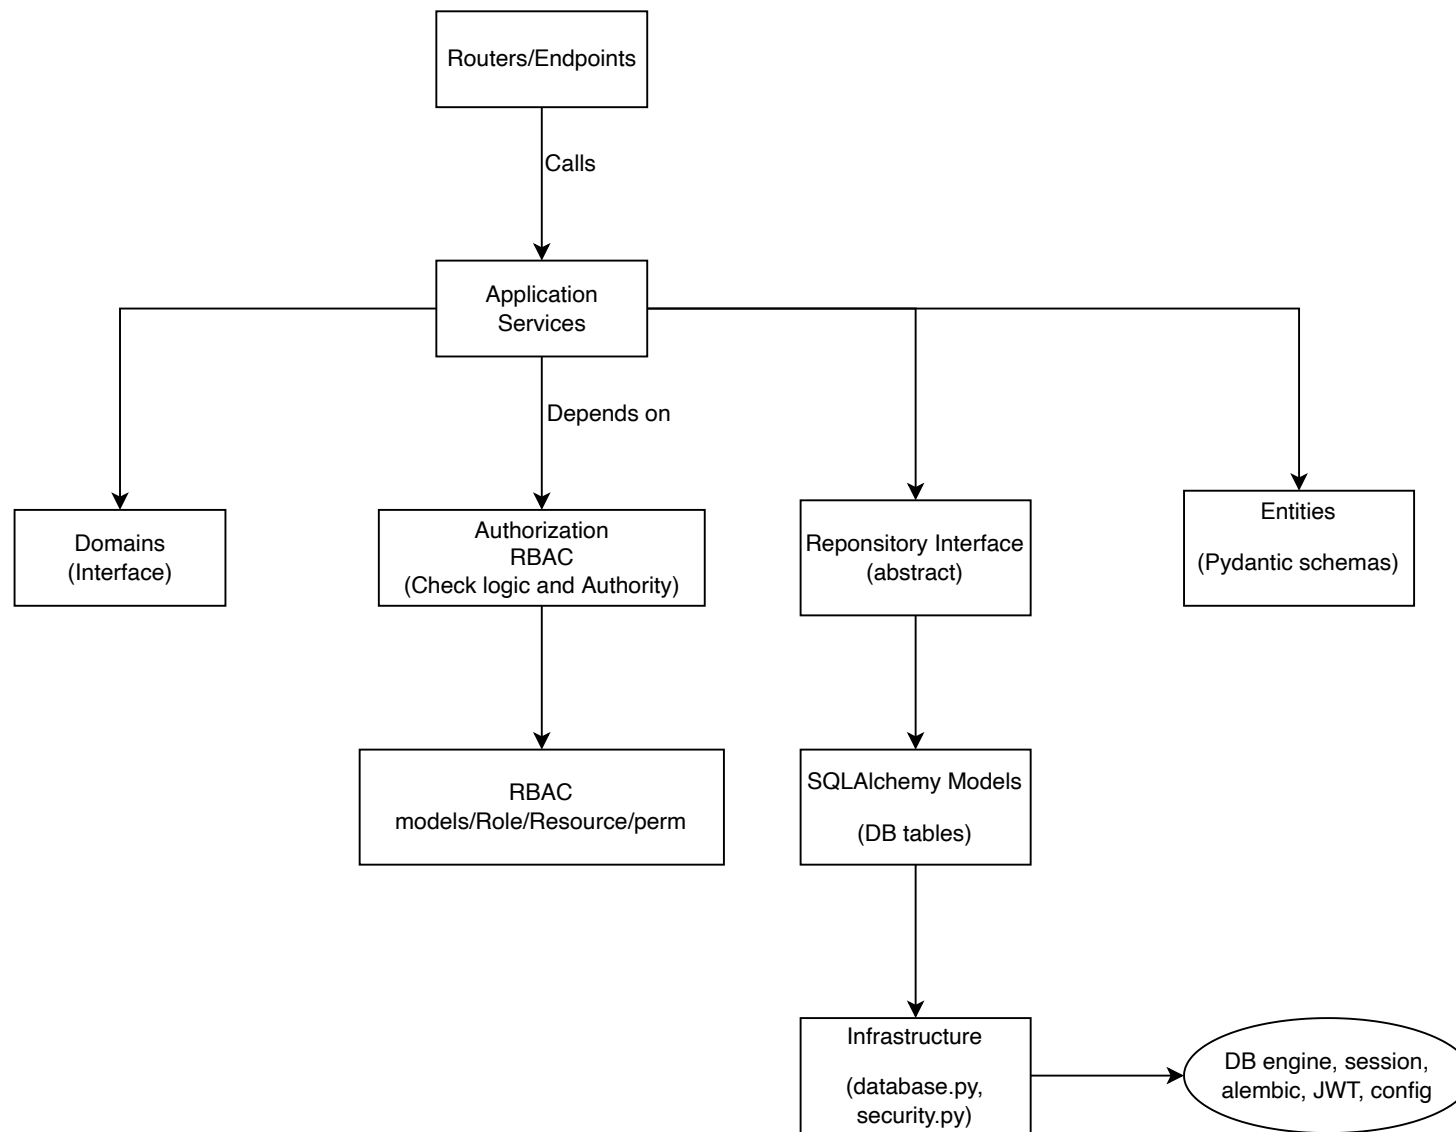 Routers/Endpoints
Calls
Application
Services
Depends on
Domains
(Interface)
Authorization
RBAC
(Check logic and Authority)
Reponsitory Interface
(abstract)
Entities
(Pydantic schemas)
RBAC
models/Role/Resource/perm
SQLAlchemy Models
(DB tables)
Infrastructure
(database.py,
security.py)
DB engine, session,
alembic, JWT, config